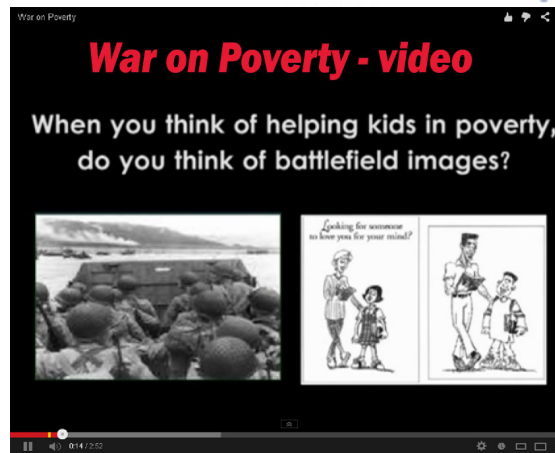 War on Poverty
War on Poverty - video
When you think of helping kids in poverty,
do you think of battlefield images?
Looking for someone
to love you for your mind?
0:14 / 2:52